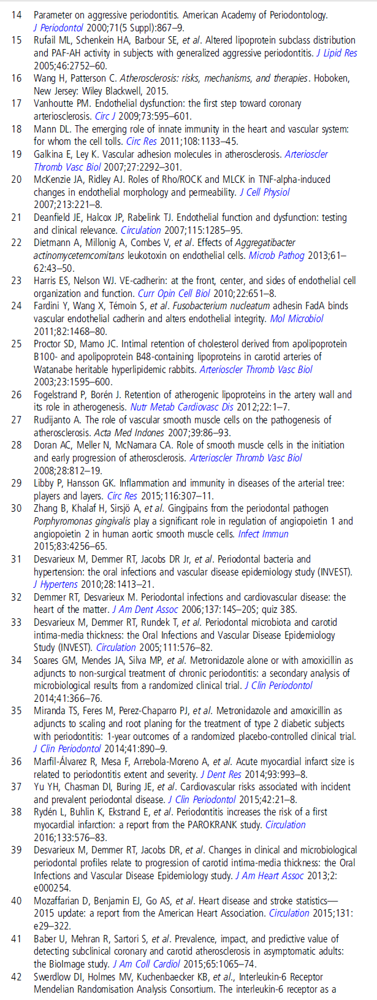 14 Parameter on aggressive periodontitis. American Academy of Periodontology.
J Periodontol 2000;71(5 Suppl):867–9.
15 Rufail ML, Schenkein HA, Barbour SE, et al. Altered lipoprotein subclass distribution
and PAF-AH activity in subjects with generalized aggressive periodontitis. J Lipid Res
2005;46:2752–60.
16 Wang H, Patterson C. Atherosclerosis: risks, mechanisms, and therapies. Hoboken,
New Jersey: Wiley Blackwell, 2015.
17 Vanhoutte PM. Endothelial dysfunction: the first step toward coronary
arteriosclerosis. Circ J 2009;73:595–601.
18 Mann DL. The emerging role of innate immunity in the heart and vascular system:
for whom the cell tolls. Circ Res 2011;108:1133–45.
19 Galkina E, Ley K. Vascular adhesion molecules in atherosclerosis. Arterioscler
Thromb Vasc Biol 2007;27:2292–301.
20 McKenzie JA, Ridley AJ. Roles of Rho/ROCK and MLCK in TNF-alpha-induced
changes in endothelial morphology and permeability. J Cell Physiol
2007;213:221–8.
21 Deanfield JE, Halcox JP, Rabelink TJ. Endothelial function and dysfunction: testing
and clinical relevance. Circulation 2007;115:1285–95.
22 Dietmann A, Millonig A, Combes V, et al. Effects of Aggregatibacter
actinomycetemcomitans leukotoxin on endothelial cells. Microb Pathog 2013;61–
62:43–50.
23 Harris ES, Nelson WJ. VE-cadherin: at the front, center, and sides of endothelial cell
organization and function. Curr Opin Cell Biol 2010;22:651–8.
24 Fardini Y, Wang X, Témoin S, et al. Fusobacterium nucleatum adhesin FadA binds
vascular endothelial cadherin and alters endothelial integrity. Mol Microbiol
2011;82:1468–80.
25 Proctor SD, Mamo JC. Intimal retention of cholesterol derived from apolipoprotein
B100- and apolipoprotein B48-containing lipoproteins in carotid arteries of
Watanabe heritable hyperlipidemic rabbits. Arterioscler Thromb Vasc Biol
2003;23:1595–600.
26 Fogelstrand P, Borén J. Retention of atherogenic lipoproteins in the artery wall and
its role in atherogenesis. Nutr Metab Cardiovasc Dis 2012;22:1–7.
27 Rudijanto A. The role of vascular smooth muscle cells on the pathogenesis of
atherosclerosis. Acta Med Indones 2007;39:86–93.
28 Doran AC, Meller N, McNamara CA. Role of smooth muscle cells in the initiation
and early progression of atherosclerosis. Arterioscler Thromb Vasc Biol
2008;28:812–19.
29 Libby P, Hansson GK. Inflammation and immunity in diseases of the arterial tree:
players and layers. Circ Res 2015;116:307–11.
30 Zhang B, Khalaf H, Sirsjö A, et al. Gingipains from the periodontal pathogen
Porphyromonas gingivalis play a significant role in regulation of angiopoietin 1 and
angiopoietin 2 in human aortic smooth muscle cells. Infect Immun
2015;83:4256–65.
31 Desvarieux M, Demmer RT, Jacobs DR Jr, et al. Periodontal bacteria and
hypertension: the oral infections and vascular disease epidemiology study (INVEST).
J Hypertens 2010;28:1413–21.
32 Demmer RT, Desvarieux M. Periodontal infections and cardiovascular disease: the
heart of the matter. J Am Dent Assoc 2006;137:14S–20S; quiz 38S.
33 Desvarieux M, Demmer RT, Rundek T, et al. Periodontal microbiota and carotid
intima-media thickness: the Oral Infections and Vascular Disease Epidemiology
Study (INVEST). Circulation 2005;111:576–82.
34 Soares GM, Mendes JA, Silva MP, et al. Metronidazole alone or with amoxicillin as
adjuncts to non-surgical treatment of chronic periodontitis: a secondary analysis of
microbiological results from a randomized clinical trial. J Clin Periodontol
2014;41:366–76.
35 Miranda TS, Feres M, Perez-Chaparro PJ, et al. Metronidazole and amoxicillin as
adjuncts to scaling and root planing for the treatment of type 2 diabetic subjects
with periodontitis: 1-year outcomes of a randomized placebo-controlled clinical trial.
J Clin Periodontol 2014;41:890–9.
36 Marfil-Álvarez R, Mesa F, Arrebola-Moreno A, et al. Acute myocardial infarct size is
related to periodontitis extent and severity. J Dent Res 2014;93:993–8.
37 Yu YH, Chasman DI, Buring JE, et al. Cardiovascular risks associated with incident
and prevalent periodontal disease. J Clin Periodontol 2015;42:21–8.
38 Rydén L, Buhlin K, Ekstrand E, et al. Periodontitis increases the risk of a first
myocardial infarction: a report from the PAROKRANK study. Circulation
2016;133:576–83.
39 Desvarieux M, Demmer RT, Jacobs DR, et al. Changes in clinical and microbiological
periodontal profiles relate to progression of carotid intima-media thickness: the Oral
Infections and Vascular Disease Epidemiology study. J Am Heart Assoc 2013;2:
e000254.
40 Mozaffarian D, Benjamin EJ, Go AS, et al. Heart disease and stroke statistics—
2015 update: a report from the American Heart Association. Circulation 2015;131:
e29–322.
41 Baber U, Mehran R, Sartori S, et al. Prevalence, impact, and predictive value of
detecting subclinical coronary and carotid atherosclerosis in asymptomatic adults:
the BioImage study. J Am Coll Cardiol 2015;65:1065–74.
42 Swerdlow DI, Holmes MV, Kuchenbaecker KB, et al., Interleukin-6 Receptor
Mendelian Randomisation Analysis Consortium. The interleukin-6 receptor as a